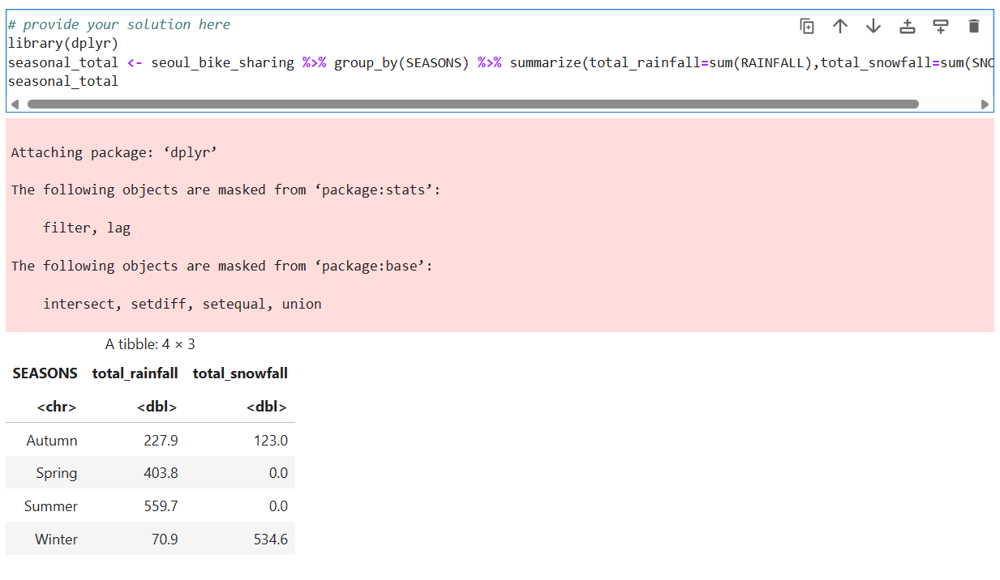 # provide your solution here
library(dplyr)
seasonal_total <- seoul_bike_sharing %>% group_by(SEASONS) %>% summarize(total_rainfall=sum(RAINFALL),total_snowfall=sum(SNO
seasonal_total
Attaching package: ‘dplyr’
The following objects are masked from ‘package:stats’:
filter, lag
The following objects are masked from ‘package:base’:
intersect, setdiff, setequal, union
A tibble: 4 × 3
SEASONS total_rainfall total_snowfall
<chr> <dbl> <dbl>
Autumn 227.9 123.0
Spring 403.8 0.0
Summer 559.7 0.0
Winter 70.9 534.6